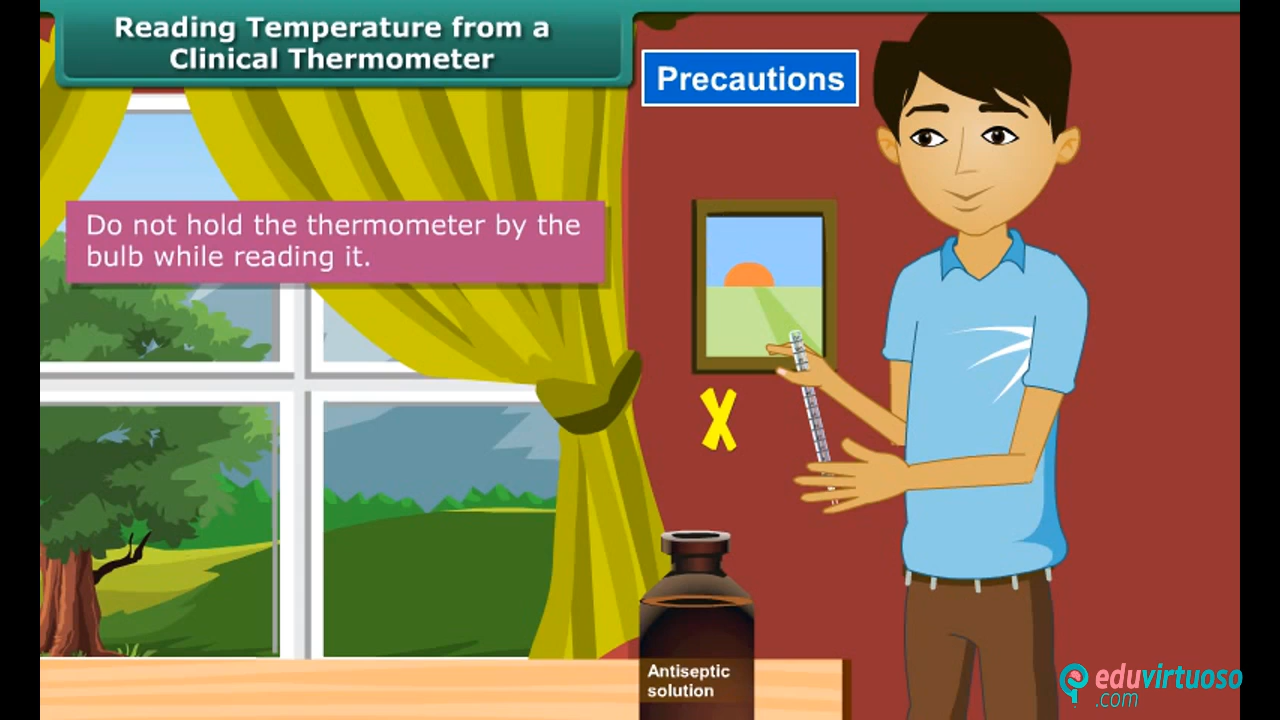 Reading Temperature from a
Clinical Thermometer
Precautions
Do not hold the thermometer by the
bulb while reading it.
X
Antiseptic
solution
eduvirtuoso
.com